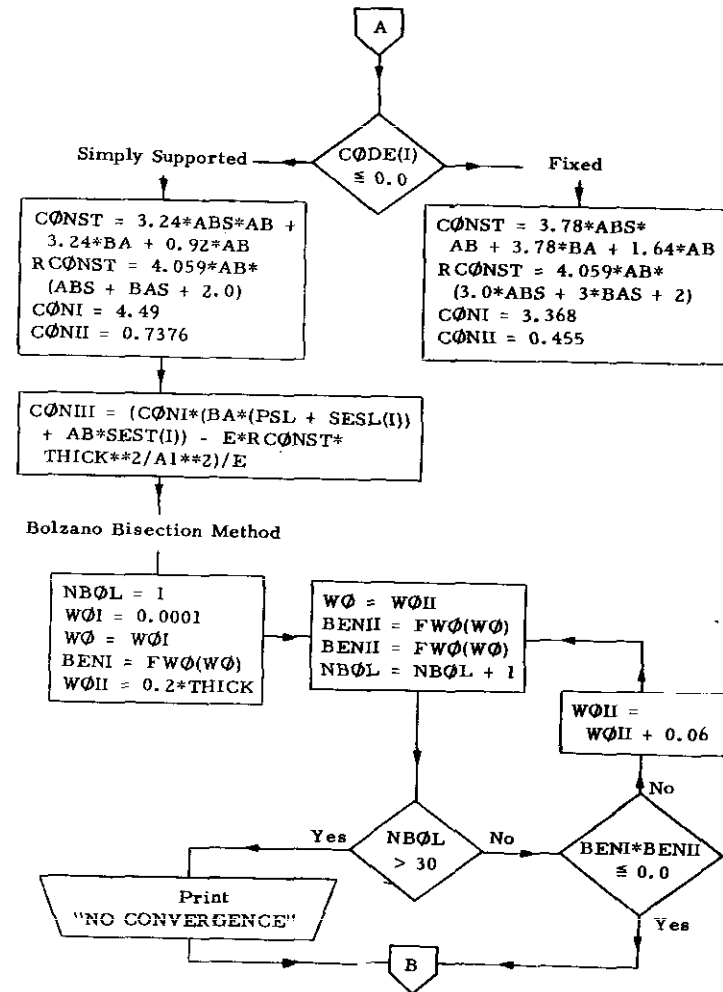 A
CØDE(I)
≦ 0.0
Simply Supported
Fixed
CØNST = 3.24*ABS*AB +
3.24*BA + 0.92*AB
RCØNST = 4.059*AB*
(ABS + BAS + 2.0)
CØNI = 4.49
CØNII = 0.7376
CØNST = 3.78*ABS*
AB + 3.78*BA + 1.64*AB
RCØNST = 4.059*AB*
(3.0*ABS + 3*BAS + 2)
CØNI = 3.368
CØNII = 0.455
CØNIII = (CØNI*(BA*(PSL + SESL(I))
+ AB*SEST(I)) - E*RCØNST*
THICK**2/A1**2)/E
Bolzano Bisection Method
NBØL = 1
WØI = 0.0001
WØ = WØI
BENI = FWØ(WØ)
WØII = 0.2*THICK
WØ = WØII
BENII = FWØ(WØ)
BENII = FWØ(WØ)
NBØL = NBØL + 1
WØII =
WØII + 0.06
No
Yes
NBØL
> 30
No
BENI*BENII
≦ 0.0
Print
"NO CONVERGENCE"
Yes
B